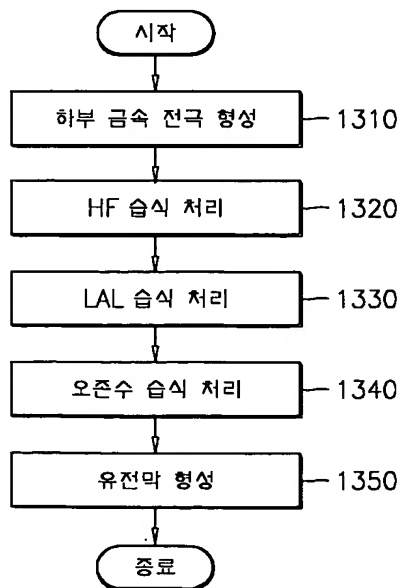 시작
하부 금속 전극 형성 1310
HF 습식 처리 1320
LAL 습식 처리 1330
오존수 습식 처리 1340
유전막 형성 1350
종료